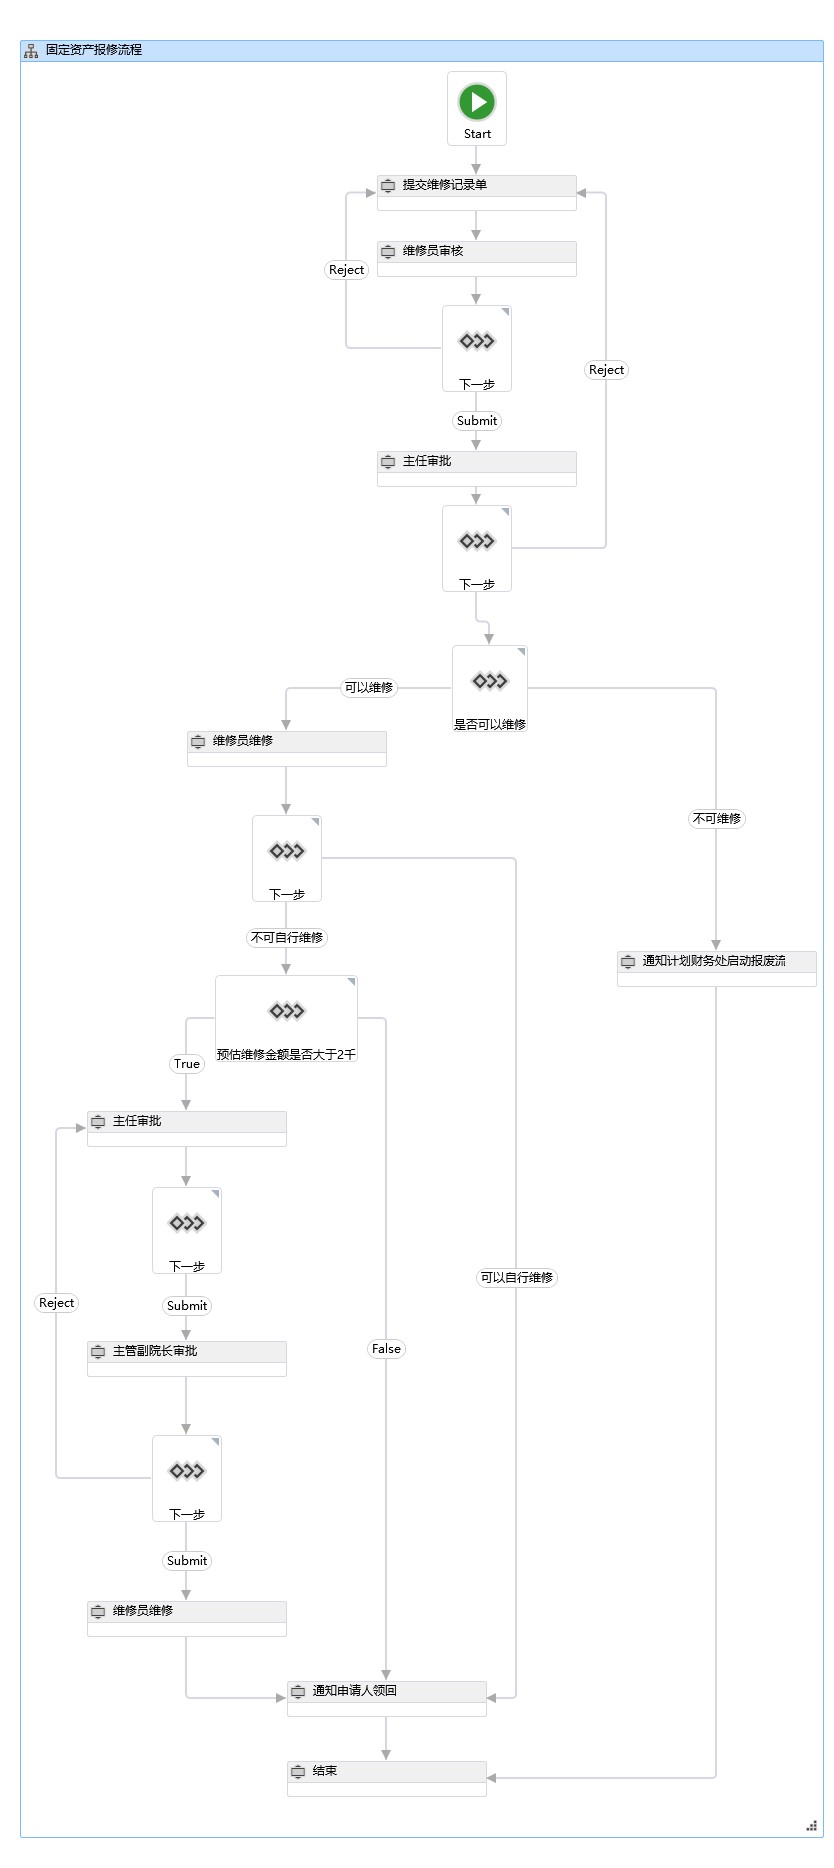 固定资产报修流程
Start
提交维修记录单
维修员审核
Reject
下一步
Reject
Submit
主任审批
下一步
可以维修
是否可以维修
维修员维修
不可维修
下一步
不可自行维修
通知计划财务处启动报废流
预估维修金额是否大于2千
True
主任审批
下一步
可以自行维修
Reject
Submit
主管副院长审批
False
下一步
Submit
维修员维修
通知申请人领回
结束